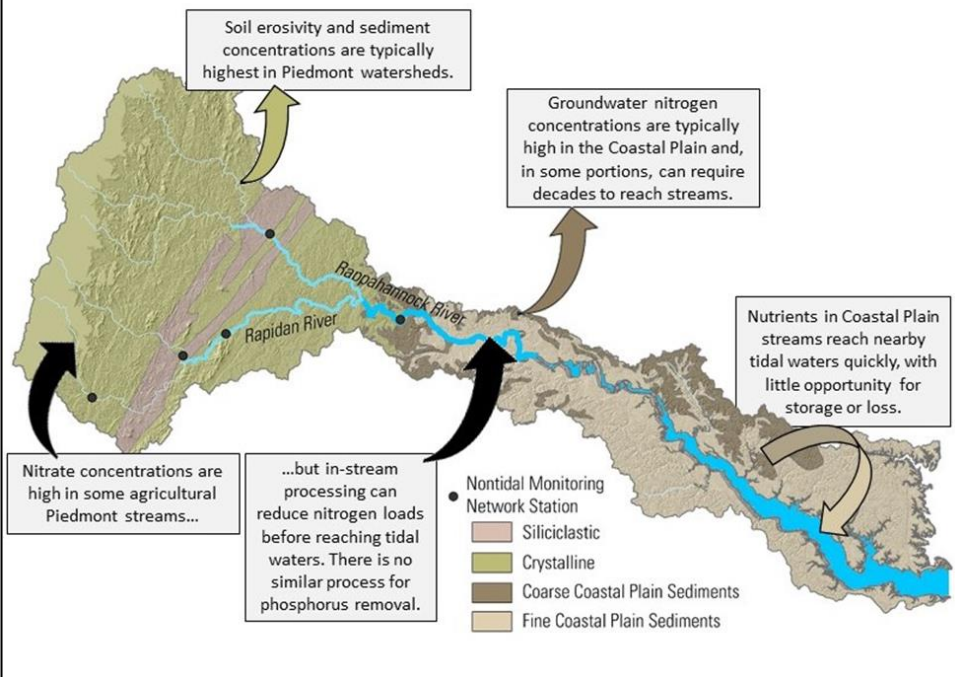 Soil erosivity and sediment
concentrations are typically
highest in Piedmont watersheds.
Groundwater nitrogen
concentrations are typically
high in the Coastal Plain and,
in some portions, can require
decades to reach streams.
Rappahannock River
Rapidan River
Nutrients in Coastal Plain
streams reach nearby
tidal waters quickly, with
little opportunity for
storage or loss.
Nitrate concentrations are
high in some agricultural
Piedmont streams...
...but in-stream
processing can
reduce nitrogen loads
before reaching tidal
waters. There is no
similar process for
phosphorus removal.
Nontidal Monitoring
Network Station
Siliciclastic
Crystalline
Coarse Coastal Plain Sediments
Fine Coastal Plain Sediments